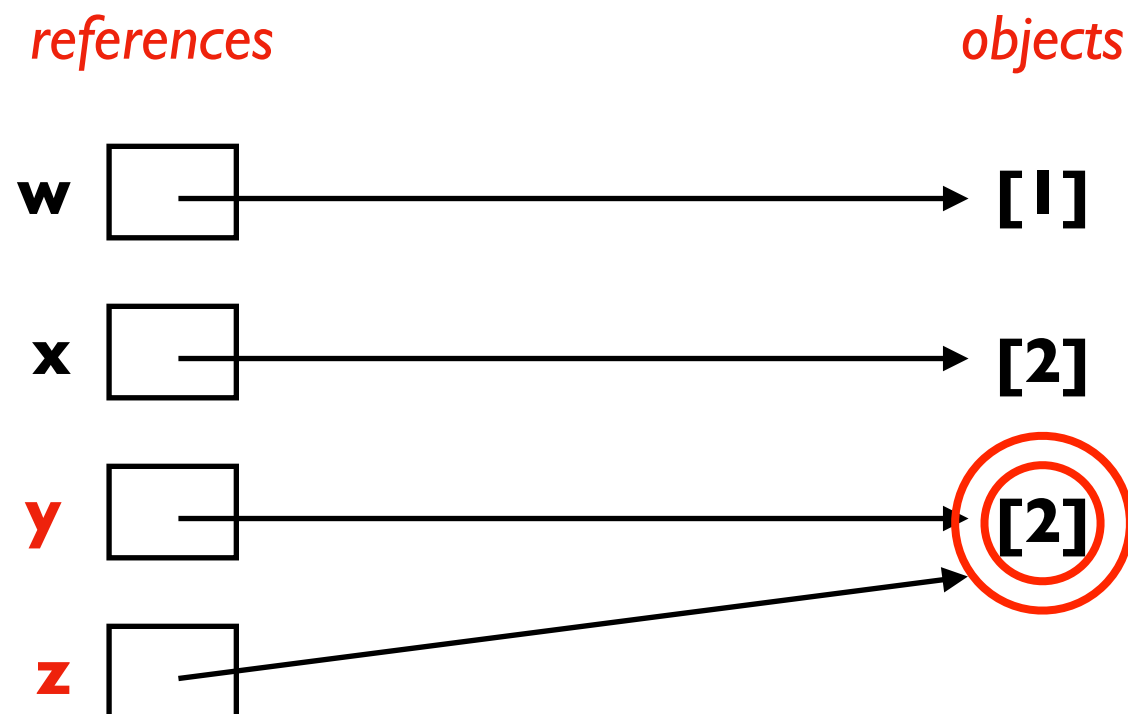 references objects
w [1]
x [2]
y [2]
z